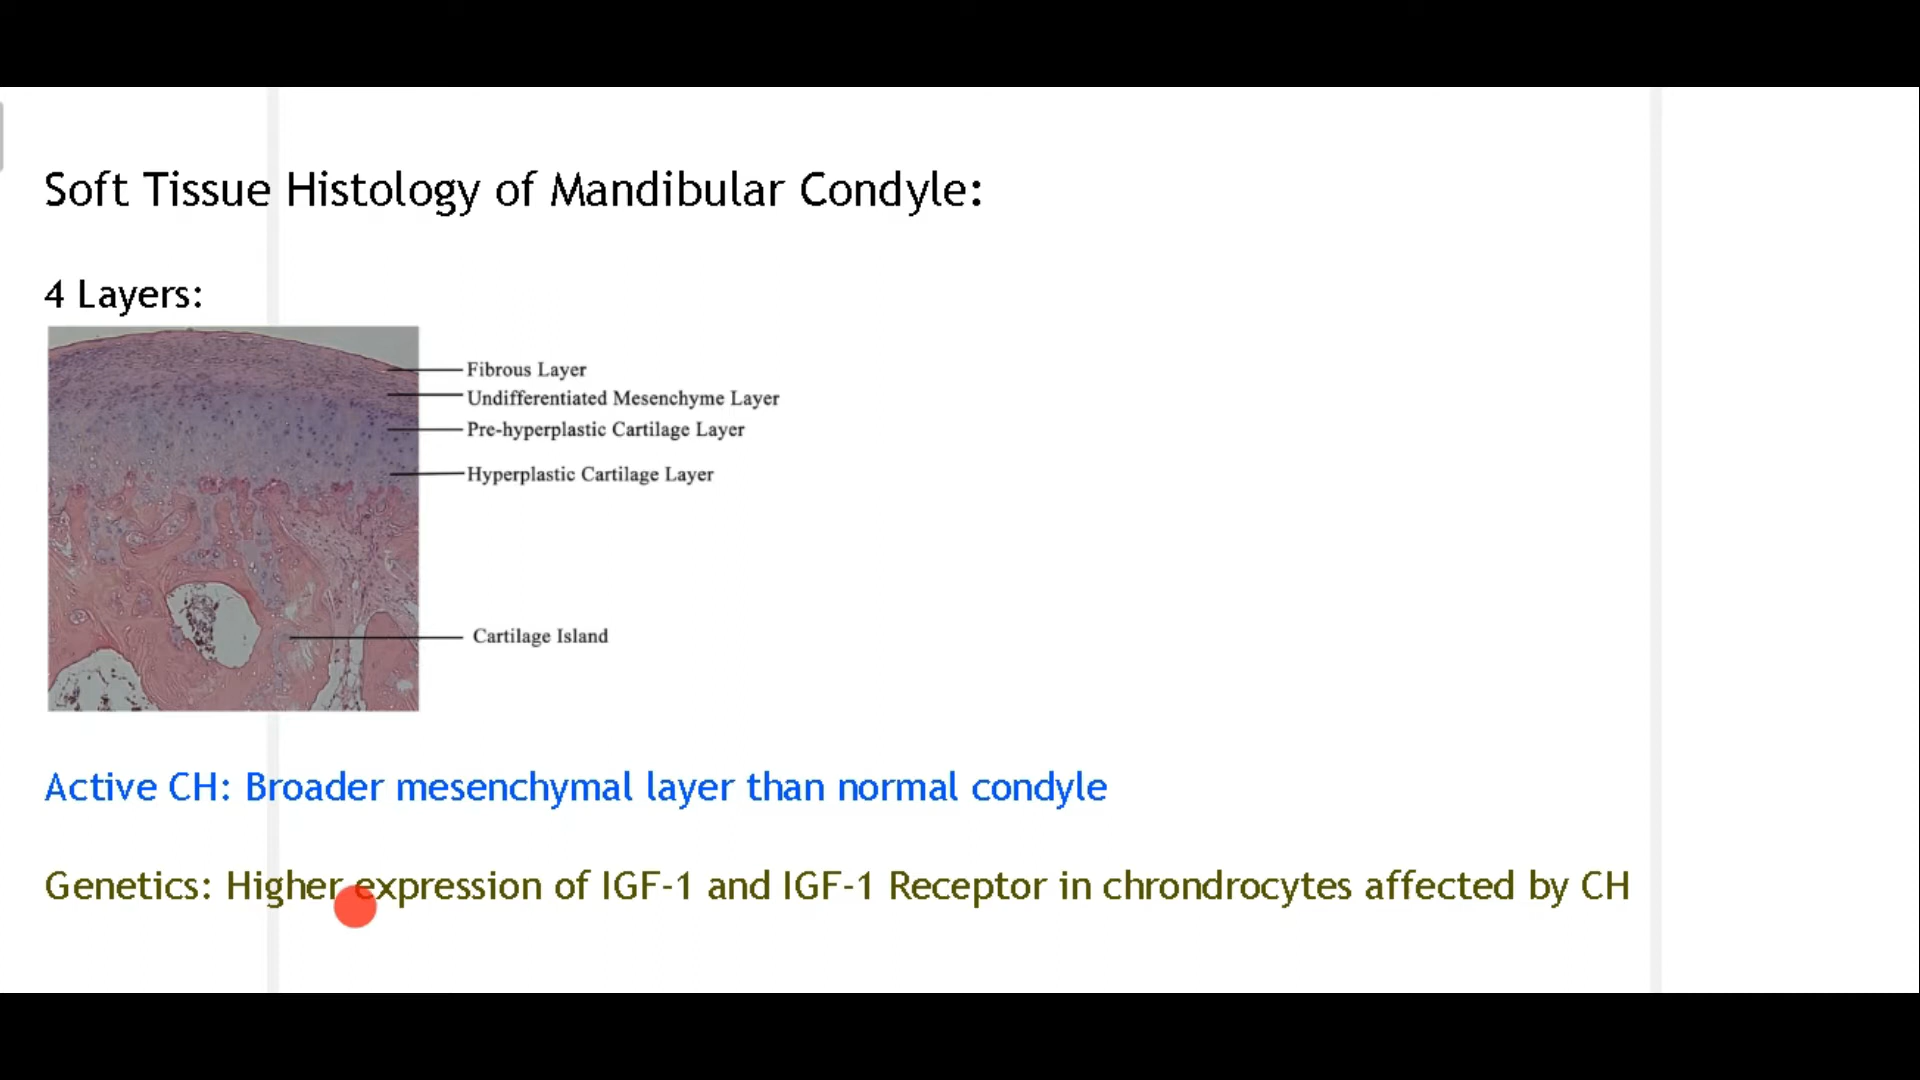 Soft Tissue Histology of Mandibular Condyle:
4 Layers:
Fibrous Layer
Undifferentiated Mesenchyme Layer
Pre-hyperplastic Cartilage Layer
Hyperplastic Cartilage Layer
Cartilage Island
Active CH: Broader mesenchymal layer than normal condyle
Genetics: Higher expression of IGF-1 and IGF-1 Receptor in chrondrocytes affected by CH